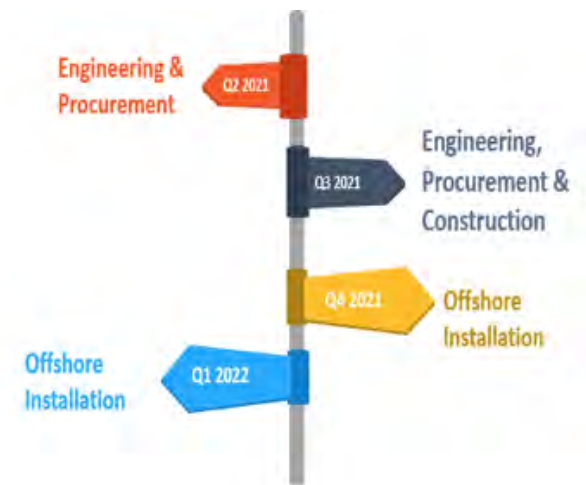 Engineering &
Procurement
Q2 2021
Q3 2021
Engineering,
Procurement &
Construction
Q4 2021
Offshore
Installation
Offshore
Installation
Q1 2022